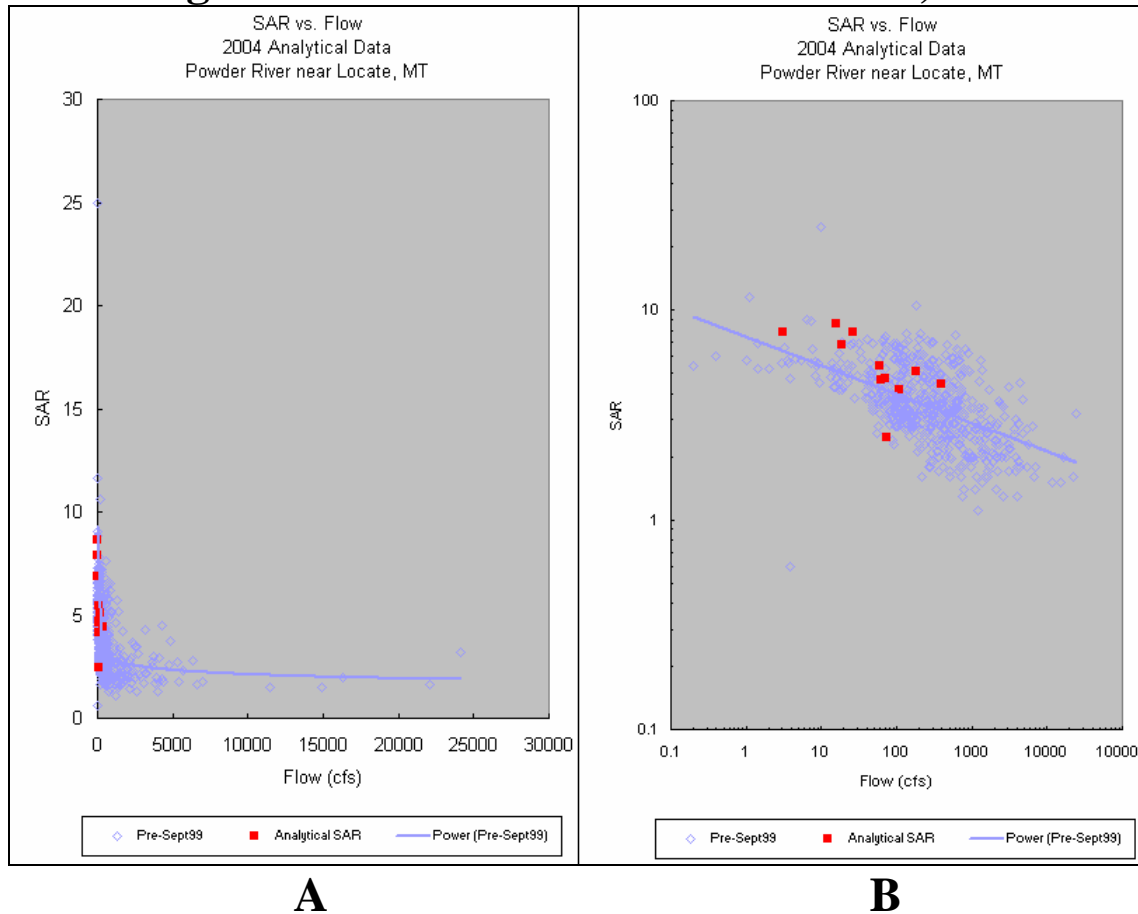 SAR vs. Flow
2004 Analytical Data
Powder River near Locate, MT
30
25
20
15
10
5
0
SAR
0 5000 10000 15000 20000 25000 30000
Flow (cfs)
Pre-Sept99 Analytical SAR Power (Pre-Sept99)
A
SAR vs. Flow
2004 Analytical Data
Powder River near Locate, MT
100
10
1
0.1
SAR
0.1 1 10 100 1000 10000 10000
Flow (cfs)
Pre-Sept99 Analytical SAR Power (Pre-Sept99)
B